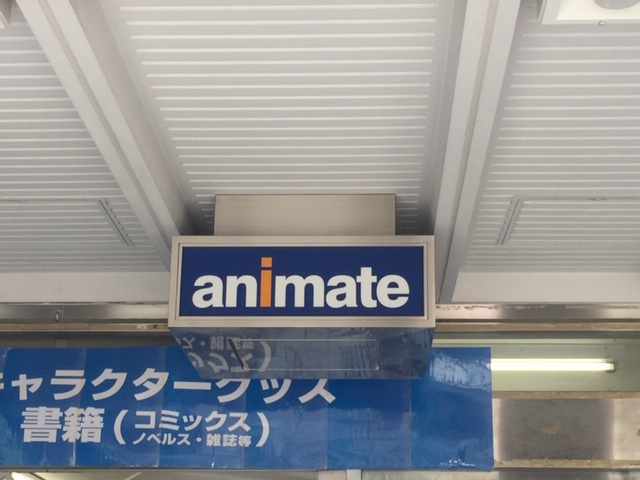 animate
キャラクターグッズ
書籍(コミックス
ノベルス・雑誌等)